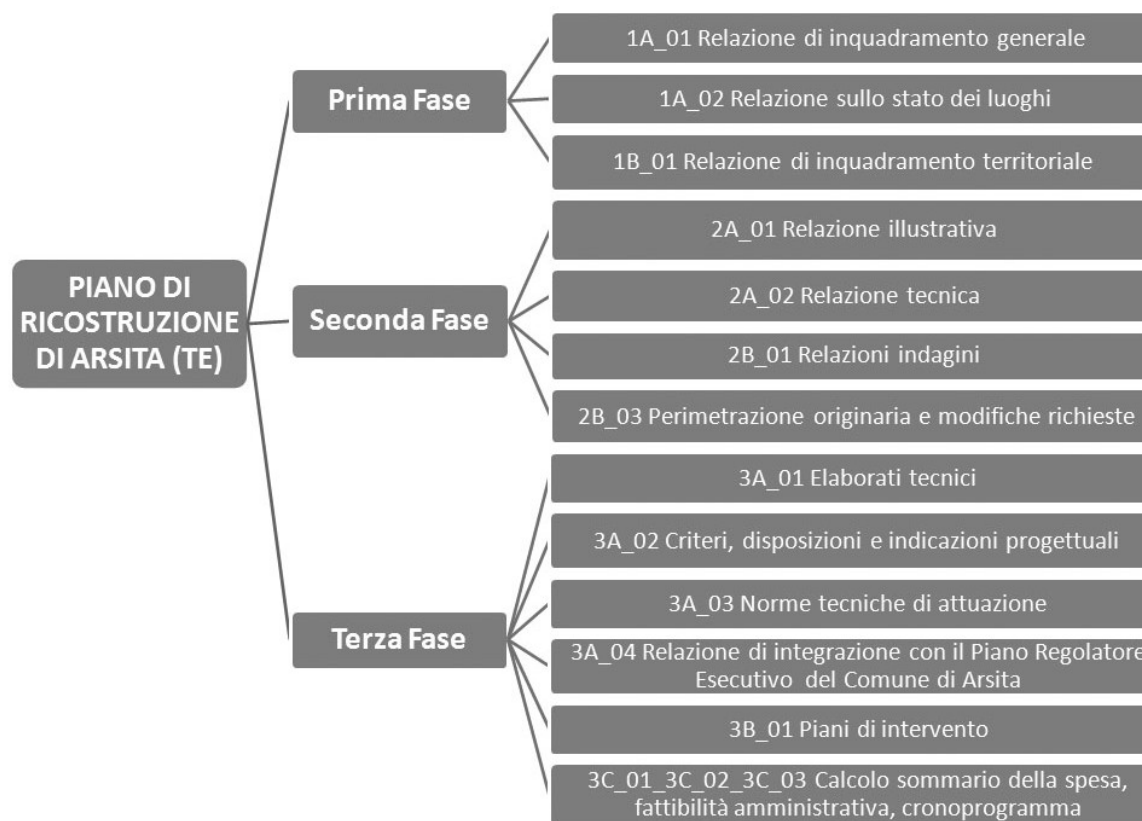 PIANO DI
RICOSTRUZIONE
DI ARSITA (TE)
Prima Fase
1A_01 Relazione di inquadramento generale
1A_02 Relazione sullo stato dei luoghi
1B_01 Relazione di inquadramento territoriale
Seconda Fase
2A_01 Relazione illustrativa
2A_02 Relazione tecnica
2B_01 Relazioni indagini
2B_03 Perimetrazione originaria e modifiche richieste
Terza Fase
3A_01 Elaborati tecnici
3A_02 Criteri, disposizioni e indicazioni progettuali
3A_03 Norme tecniche di attuazione
3A_04 Relazione di integrazione con il Piano Regolatore
Esecutivo del Comune di Arsita
3B_01 Piani di intervento
3C_01_3C_02_3C_03 Calcolo sommario della spesa,
fattibilità amministrativa, cronoprogramma